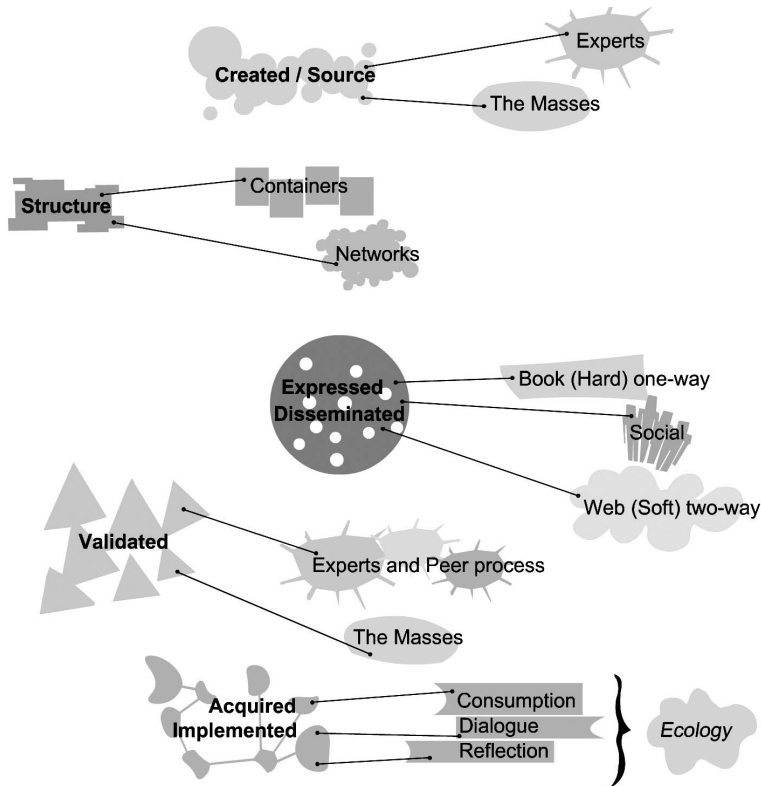 Experts
Created / Source
The Masses
Containers
Structure
Networks
Expressed
Disseminated
Book (Hard) one-way
Social
Web (Soft) two-way
Validated
Experts and Peer process
The Masses
Acquired
Implemented
Consumption
Dialogue
Reflection
Ecology